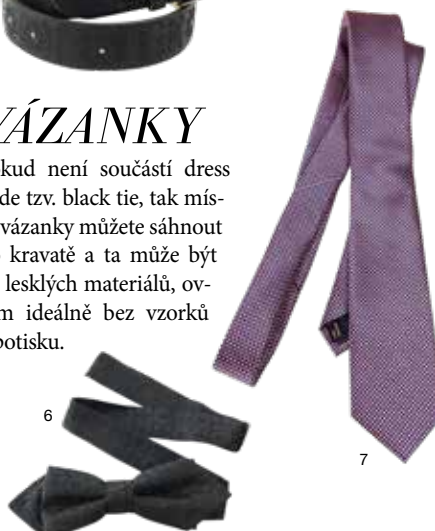 VÁZANKY
kud není součástí dress
de tzv. black tie, tak mís-
vázanky můžete sáhnout
kravatě a ta může být
lesklých materiálů, ov-
m ideálně bez vzorků
potisku.
6
7